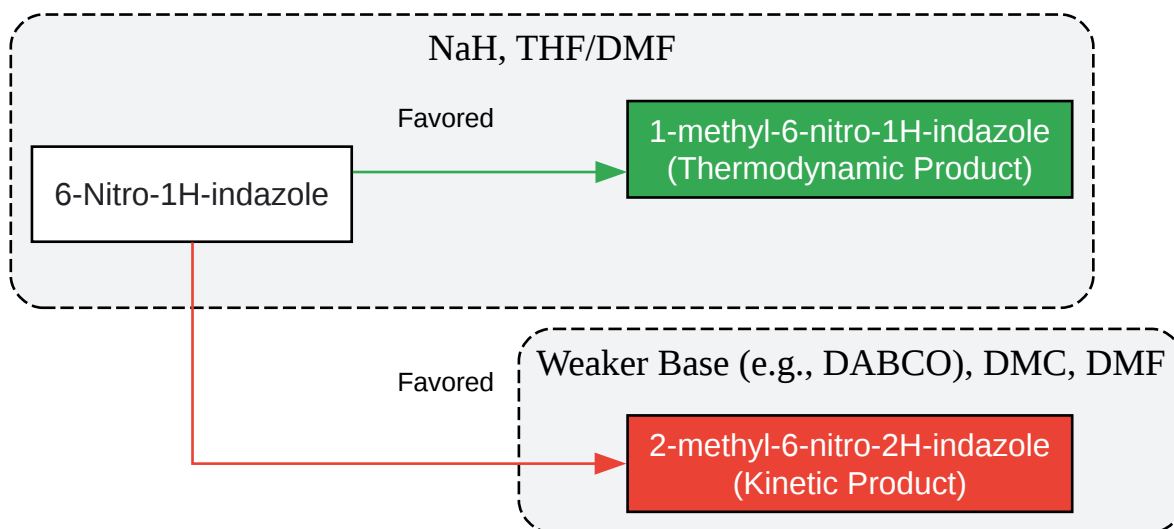 NaH, THF/DMF
Favored
1-methyl-6-nitro-1H-indazole
(Thermodynamic Product)
6-Nitro-1H-indazole
Favored
Weaker Base (e.g., DABCO), DMC, DMF
2-methyl-6-nitro-2H-indazole
(Kinetic Product)